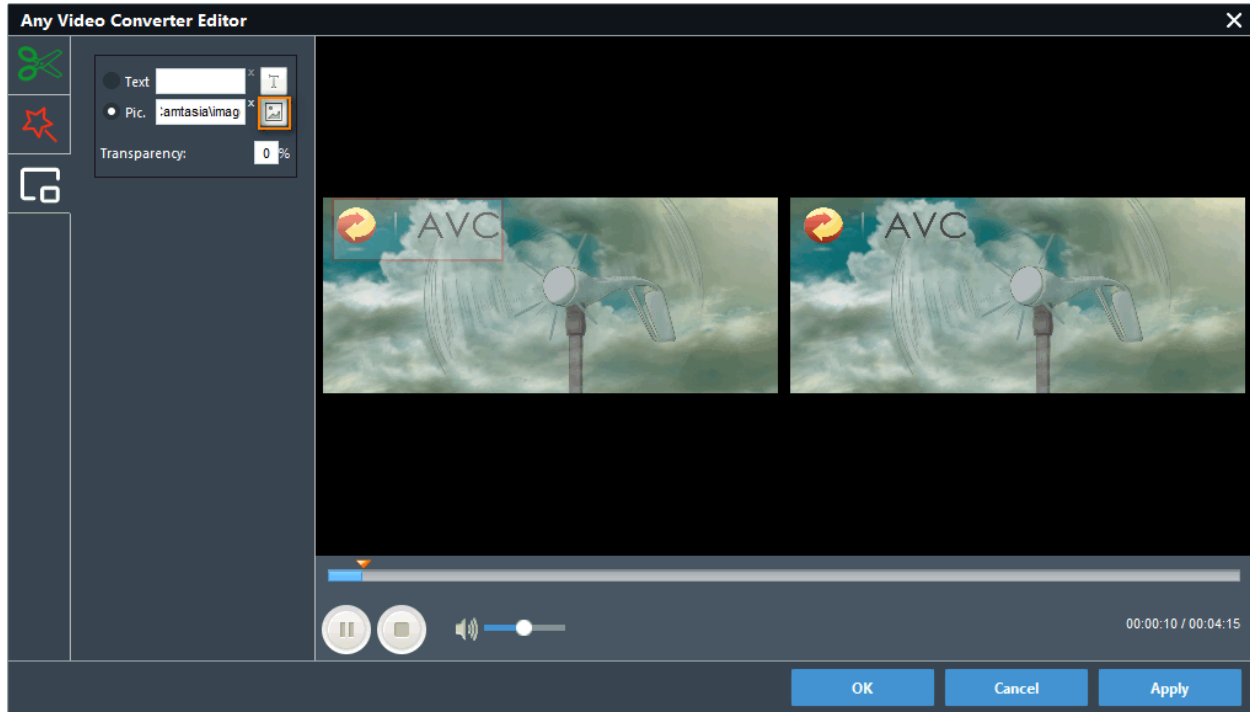 Any Video Converter Editor
Text x T
Pic. :amtasia\imag x
Transparency: 0 %
AVC AVC
00:00:10 / 00:04:15
OK Cancel Apply